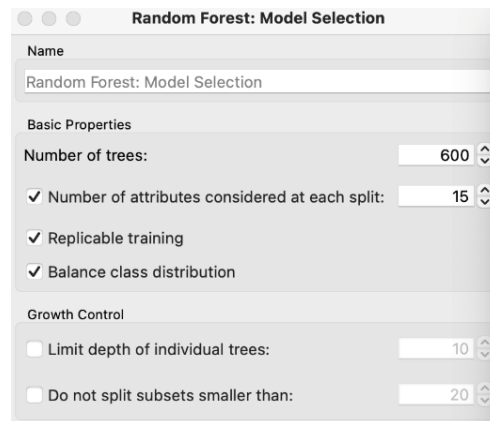 Random Forest: Model Selection
Name
Random Forest: Model Selection
Basic Properties
Number of trees: 600
Number of attributes considered at each split: 15
Replicable training
Balance class distribution
Growth Control
Limit depth of individual trees: 10
Do not split subsets smaller than: 20